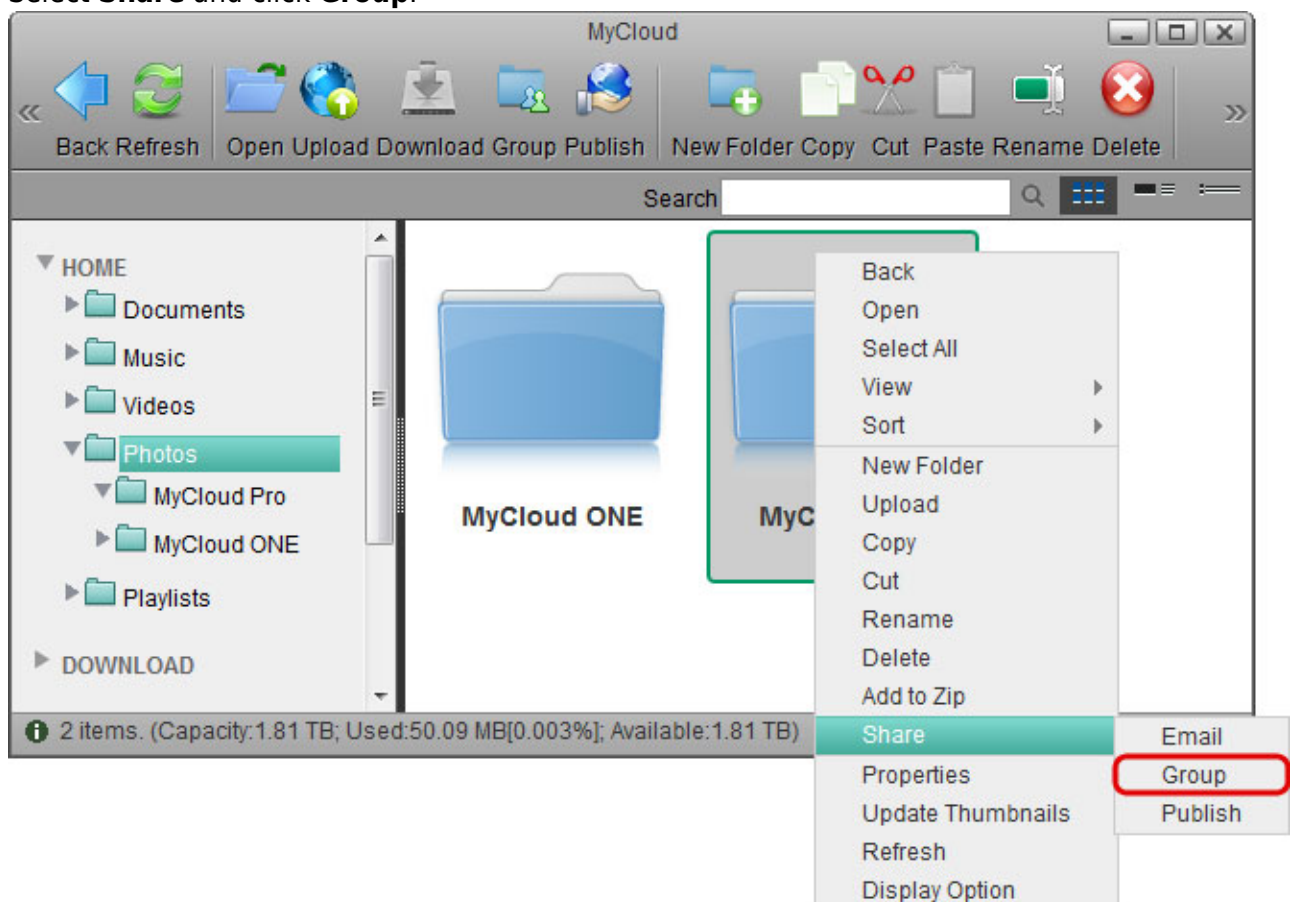 Select Share and click Group.
MyCloud
Back Refresh Open Upload Download Group Publish New Folder Copy Cut Paste Rename Delete
Search
HOME
Documents
Music
Videos
Photos
MyCloud Pro
MyCloud ONE
Playlists
DOWNLOAD
MyCloud ONE
MyC
Back
Open
Select All
View
Sort
New Folder
Upload
Copy
Cut
Rename
Delete
Add to Zip
Share
Properties
Update Thumbnails
Refresh
Display Option
Email
Group
Publish
2 items. (Capacity:1.81 TB; Used:50.09 MB[0.003%]; Available:1.81 TB)